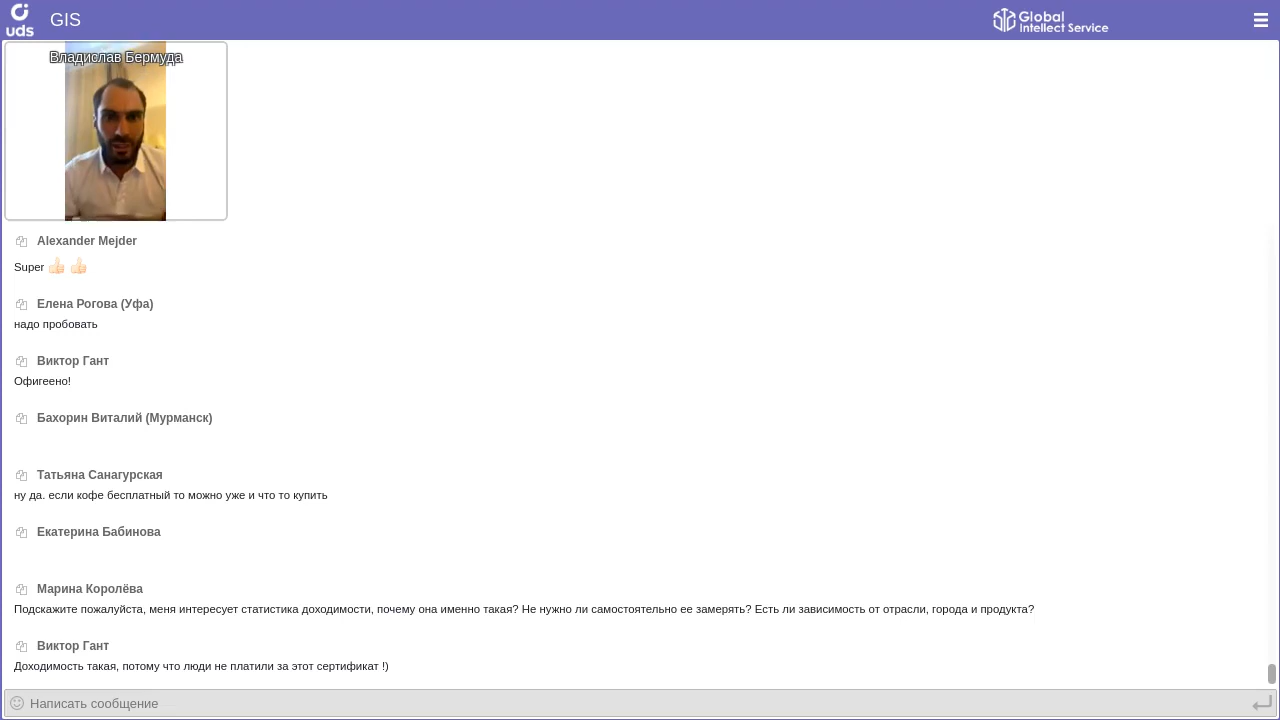 uds
GIS
Global
Intellect Service
Владислав Бермуда
Alexander Mejder
Super 👍🏻 👍🏻
Елена Рогова (Уфа)
надо пробовать
Виктор Гант
Офигеено!
Бахорин Виталий (Мурманск)
Татьяна Санагурская
ну да. если кофе бесплатный то можно уже и что то купить
Екатерина Бабинова
Марина Королёва
Подскажите пожалуйста, меня интересует статистика доходимости, почему она именно такая? Не нужно ли самостоятельно ее замерять? Есть ли зависимость от отрасли, города и продукта?
Виктор Гант
Доходимость такая, потому что люди не платили за этот сертификат !)
Написать сообщение